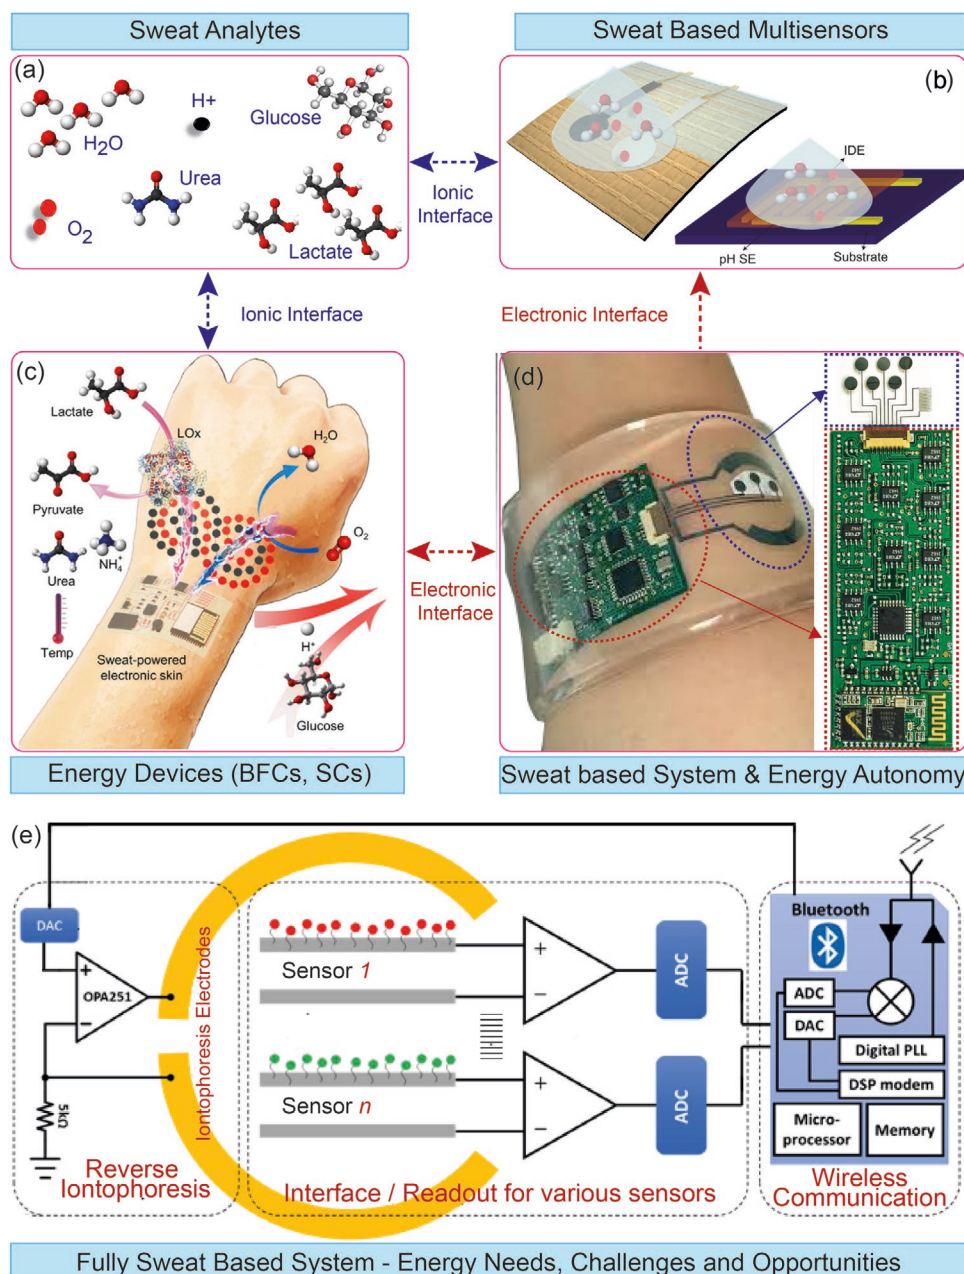 Sweat Analytes
Sweat Based Multisensors
(a)
H+
Glucose
H2O
Urea
O2
Lactate
Ionic
Interface
(b)
IDE
pH SE
Substrate
Ionic Interface
Electronic Interface
(c)
Lactate
LOx
H2O
Pyruvate
O2
Urea
NH4+
Temp
Sweat-powered
electronic skin
H+
Glucose
Electronic
Interface
(d)
Energy Devices (BFCs, SCs)
Sweat based System & Energy Autonomy
(e)
DAC
OPA251
+
−
5kΩ
Reverse
Iontophoresis
Iontophoresis Electrodes
Sensor 1
+
−
ADC
Sensor n
+
−
ADC
Interface / Readout for various sensors
Bluetooth
ADC
DAC
Digital PLL
DSP modem
Micro-
processor
Memory
Wireless
Communication
Fully Sweat Based System - Energy Needs, Challenges and Opportunities